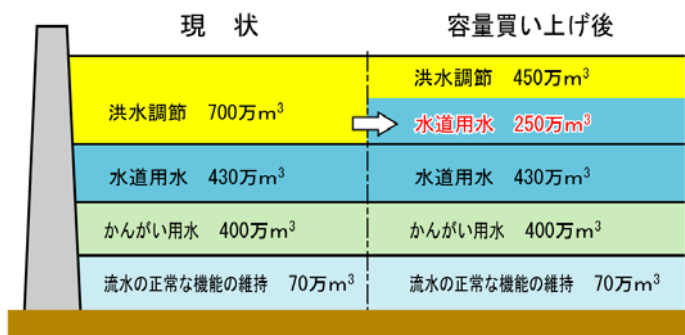 現 状
容量買い上げ後
洪水調節 700万m³
洪水調節 450万m³
水道用水 250万m³
水道用水 430万m³
水道用水 430万m³
かんがい用水 400万m³
かんがい用水 400万m³
流水の正常な機能の維持 70万m³
流水の正常な機能の維持 70万m³